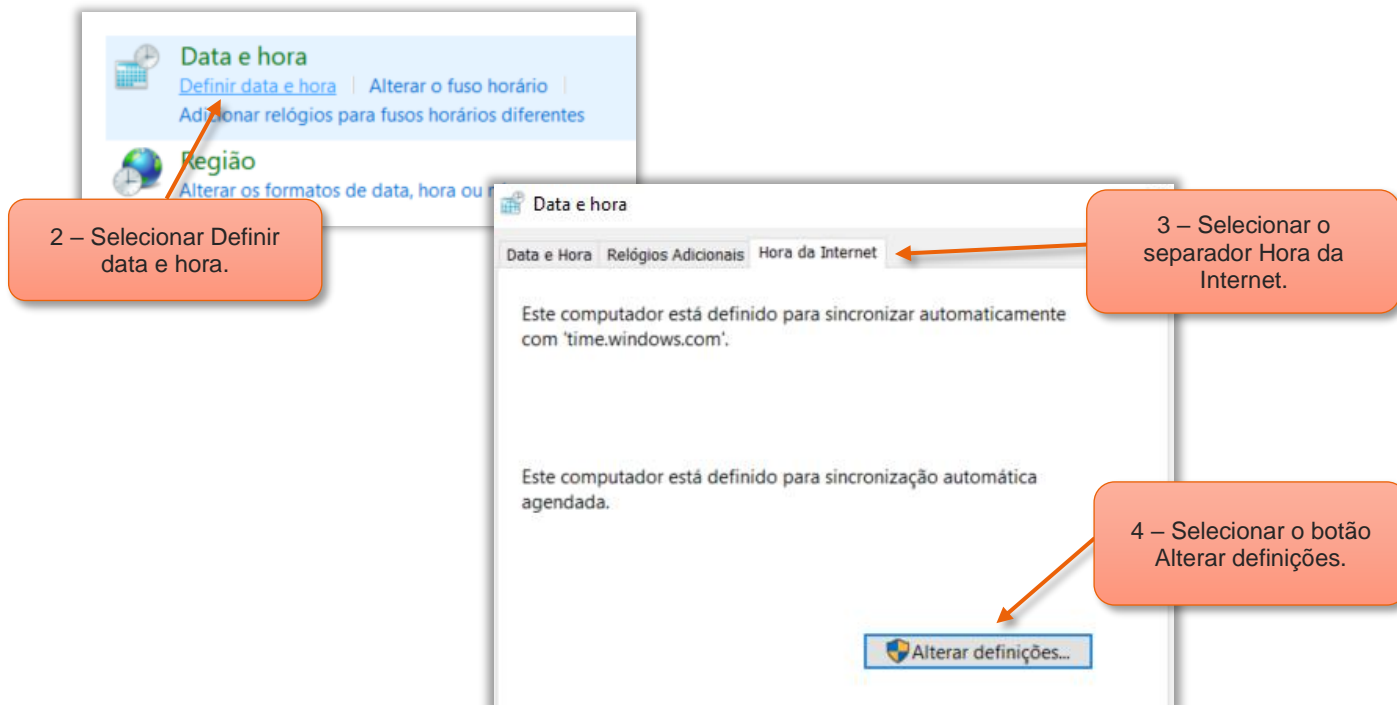 Data e hora
Definir data e hora Alterar o fuso horário
Adicionar relógios para fusos horários diferentes
Região
Alterar os formatos de data, hora ou
2 – Selecionar Definir
data e hora.
Data e hora
Data e Hora Relógios Adicionais Hora da Internet
3 – Selecionar o
separador Hora da
Internet.
Este computador está definido para sincronizar automaticamente
com 'time.windows.com'.
Este computador está definido para sincronização automática
agendada.
4 – Selecionar o botão
Alterar definições.
Alterar definições...